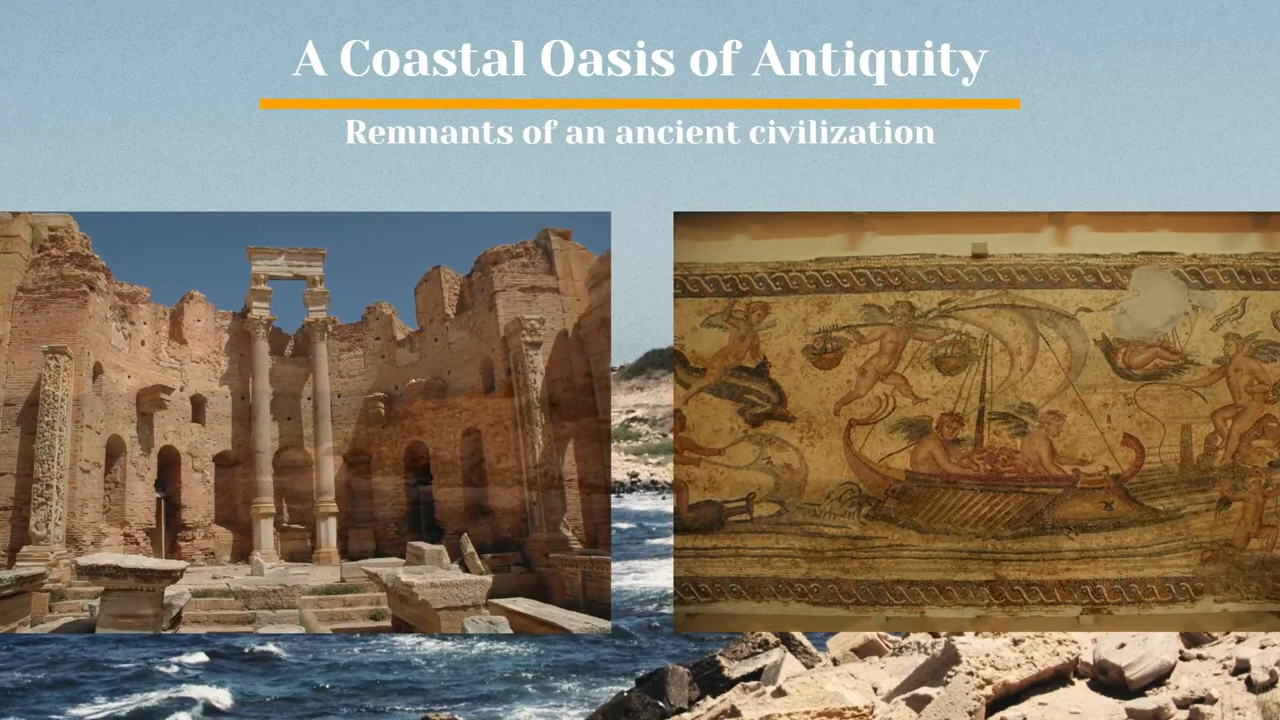 A Coastal Oasis of Antiquity
Remnants of an ancient civilization